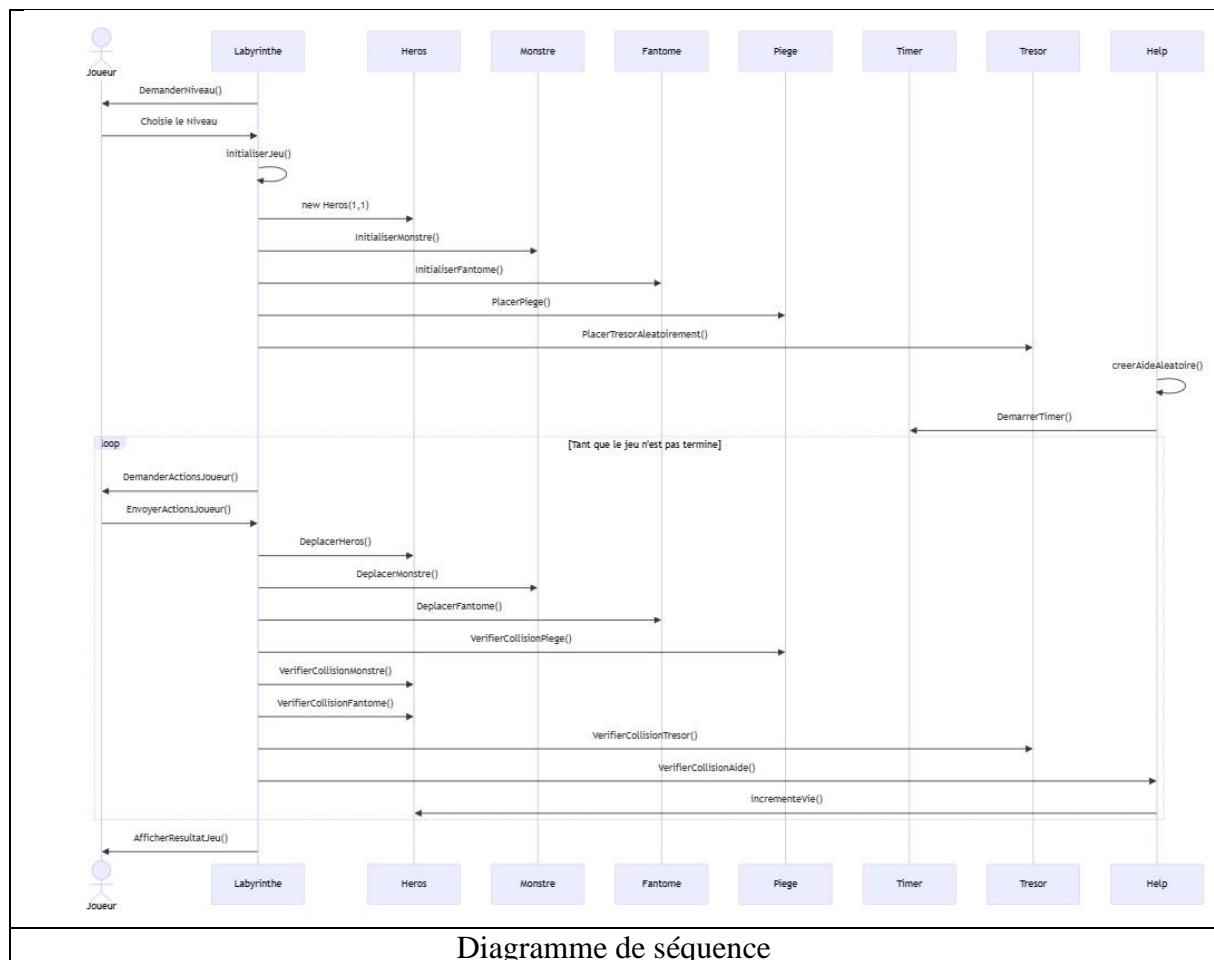 Labyrinthe Heros Monstre Fantome Piege Timer Tresor Help
Joueur
DemanderNiveau()
Choisie le Niveau
initialiserJeu()
new Heros(1,1)
InitialiserMonstre()
InitialiserFantome()
PlacerPiege()
PlacerTresorAleatoirement()
creerAideAleatoire()
DemarrerTimer()
loop [Tant que le jeu n'est pas termine]
DemanderActionsJoueur()
EnvoyerActionsJoueur()
DeplacerHeros()
DeplacerMonstre()
DeplacerFantome()
VerifierCollisionPiege()
VerifierCollisionMonstre()
VerifierCollisionFantome()
VerifierCollisionTresor()
VerifierCollisionAide()
incrementeVie()
AfficherResultatJeu()
Labyrinthe Heros Monstre Fantome Piege Timer Tresor Help
Joueur
Diagramme de séquence